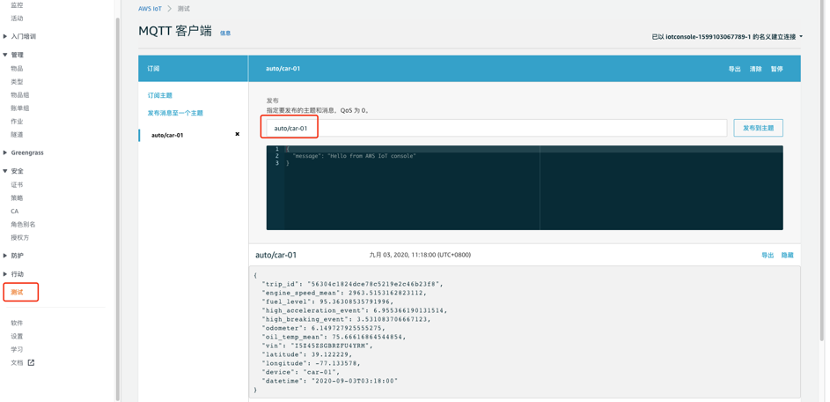 监控
活动
入门培训
管理
物品
类型
物品组
账单组
作业
隧道
Greengrass
安全
证书
策略
CA
角色别名
授权方
防护
行动
测试
软件
设置
学习
文档
AWS IoT > 测试
MQTT 客户端 信息
已以 iotconsole-1599103067789-1 的名义建立连接
订阅
auto/car-01
导出 清除 暂停
订阅主题
发布消息至一个主题
auto/car-01 ×
发布
指定要发布的主题和消息，QoS 为 0。
auto/car-01
发布到主题
1 {
2 "message": "Hello from AWS IoT console"
3 }
auto/car-01
九月 03, 2020, 11:18:00 (UTC+0800)
导出 隐藏
{
"trip_id": "56304c1824dce78c5219e2c46b23f8",
"engine_speed_mean": 2963.5153162823112,
"fuel_level": 95.36308535791996,
"high_acceleration_event": 6.955366190131514,
"high_breaking_event": 3.531083706667123,
"odometer": 6.149727925555275,
"oil_temp_mean": 75.66616864544854,
"vin": "I5Z45ZSGBRZFU4YRM",
"latitude": 39.122229,
"longitude": -77.133578,
"device": "car-01",
"datetime": "2020-09-03T03:18:00"
}